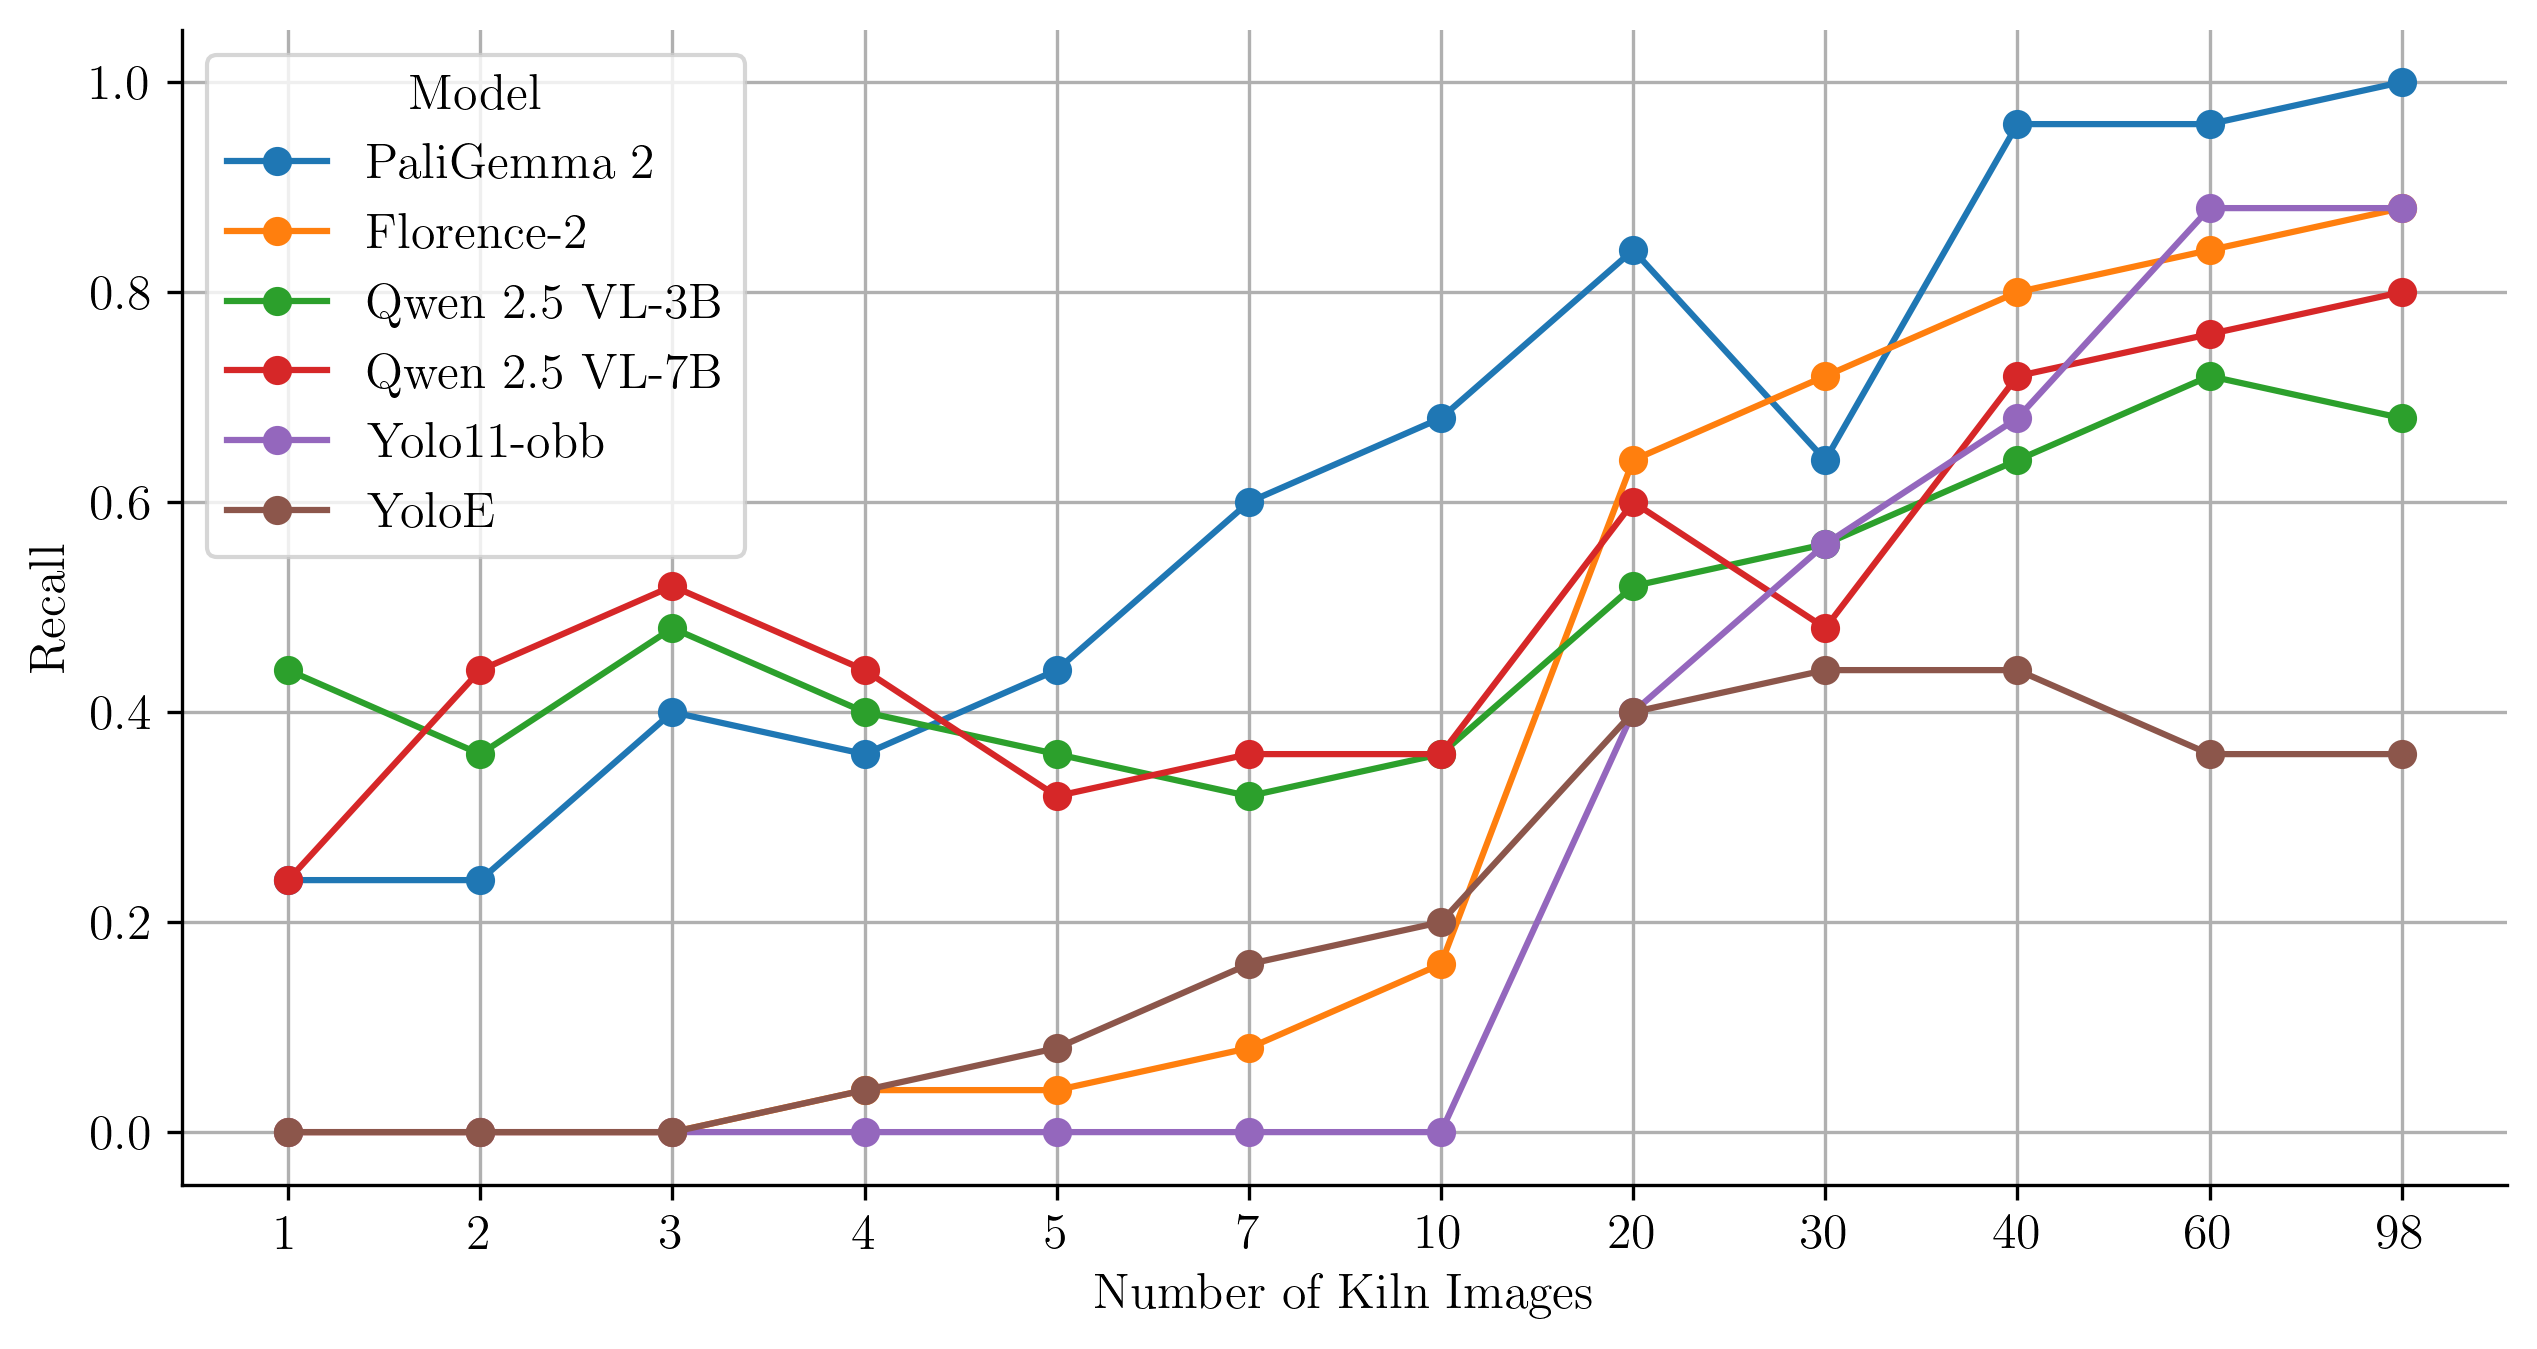 Model
PaliGemma 2
Florence-2
Qwen 2.5 VL-3B
Qwen 2.5 VL-7B
Yolo11-obb
YoloE
1.0
0.8
0.6
0.4
0.2
0.0
Recall
1 2 3 4 5 7 10 20 30 40 60 98
Number of Kiln Images